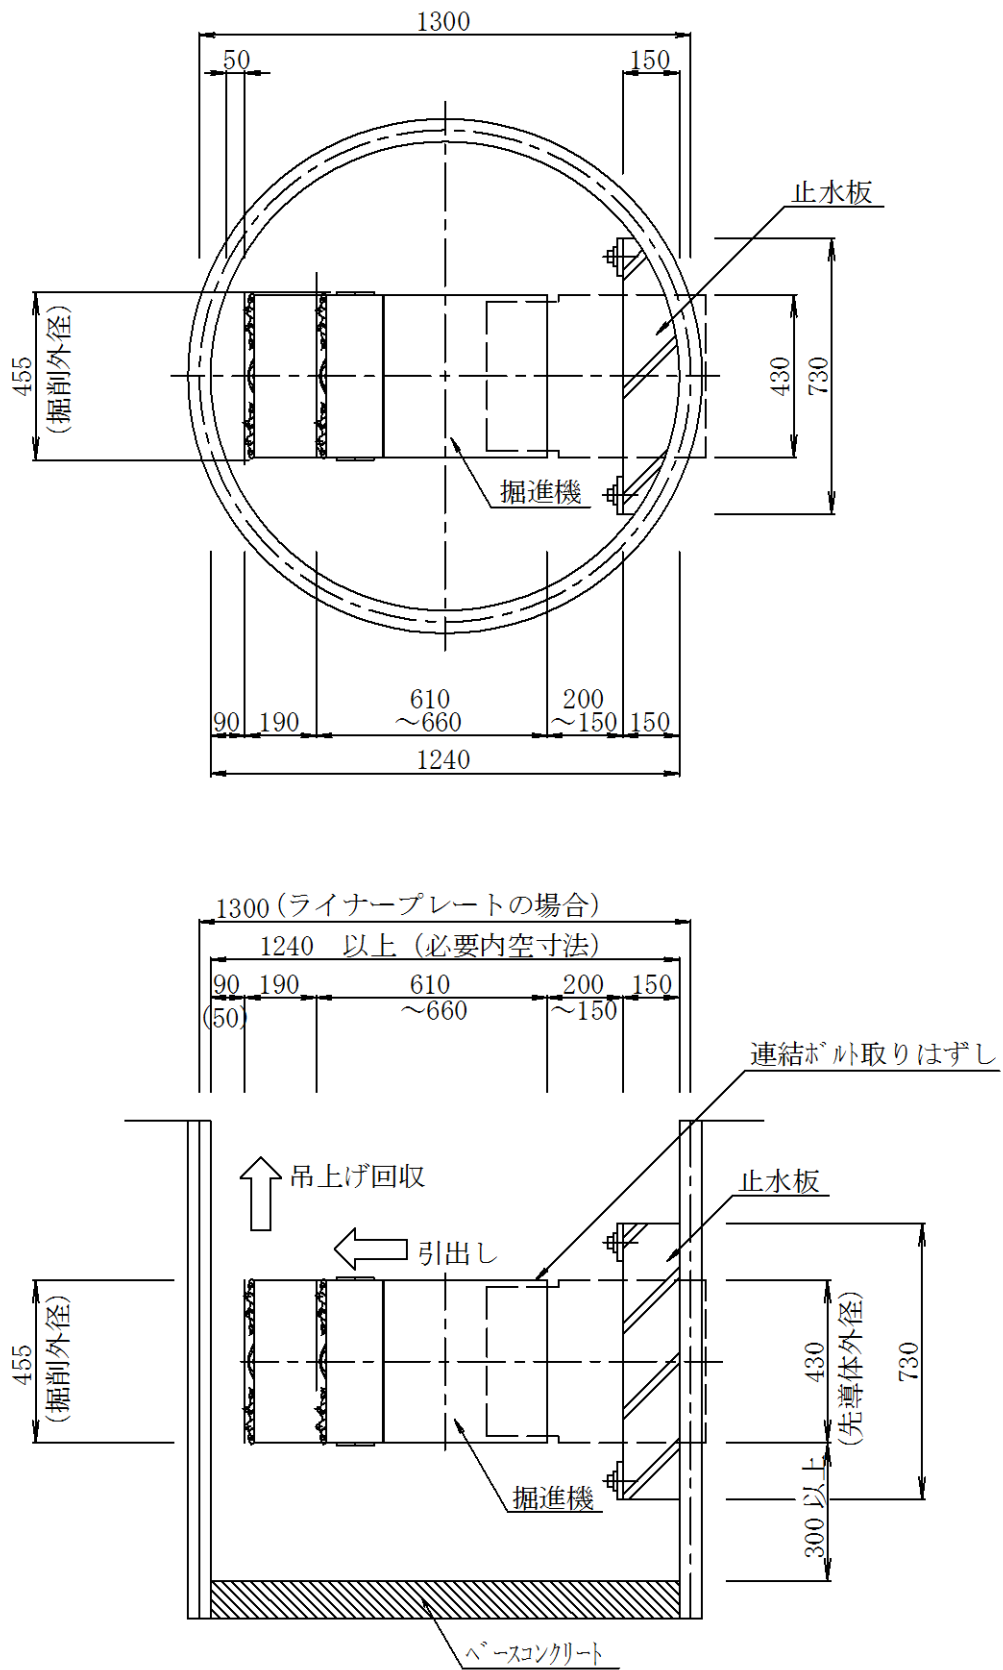 1300
50
150
止水板
455
(掘削外径)
430
730
掘進機
610
200
90
190
～660
～150
150
1240
1300(ライナープレートの場合)
1240 以上 (必要内空寸法)
90
190
610
200
150
(50)
～660
～150
連結ボルト取りはずし
吊上げ回収
止水板
引出し
455
(掘削外径)
430
(先導体外径)
730
掘進機
300 以上
ベースコンクリート